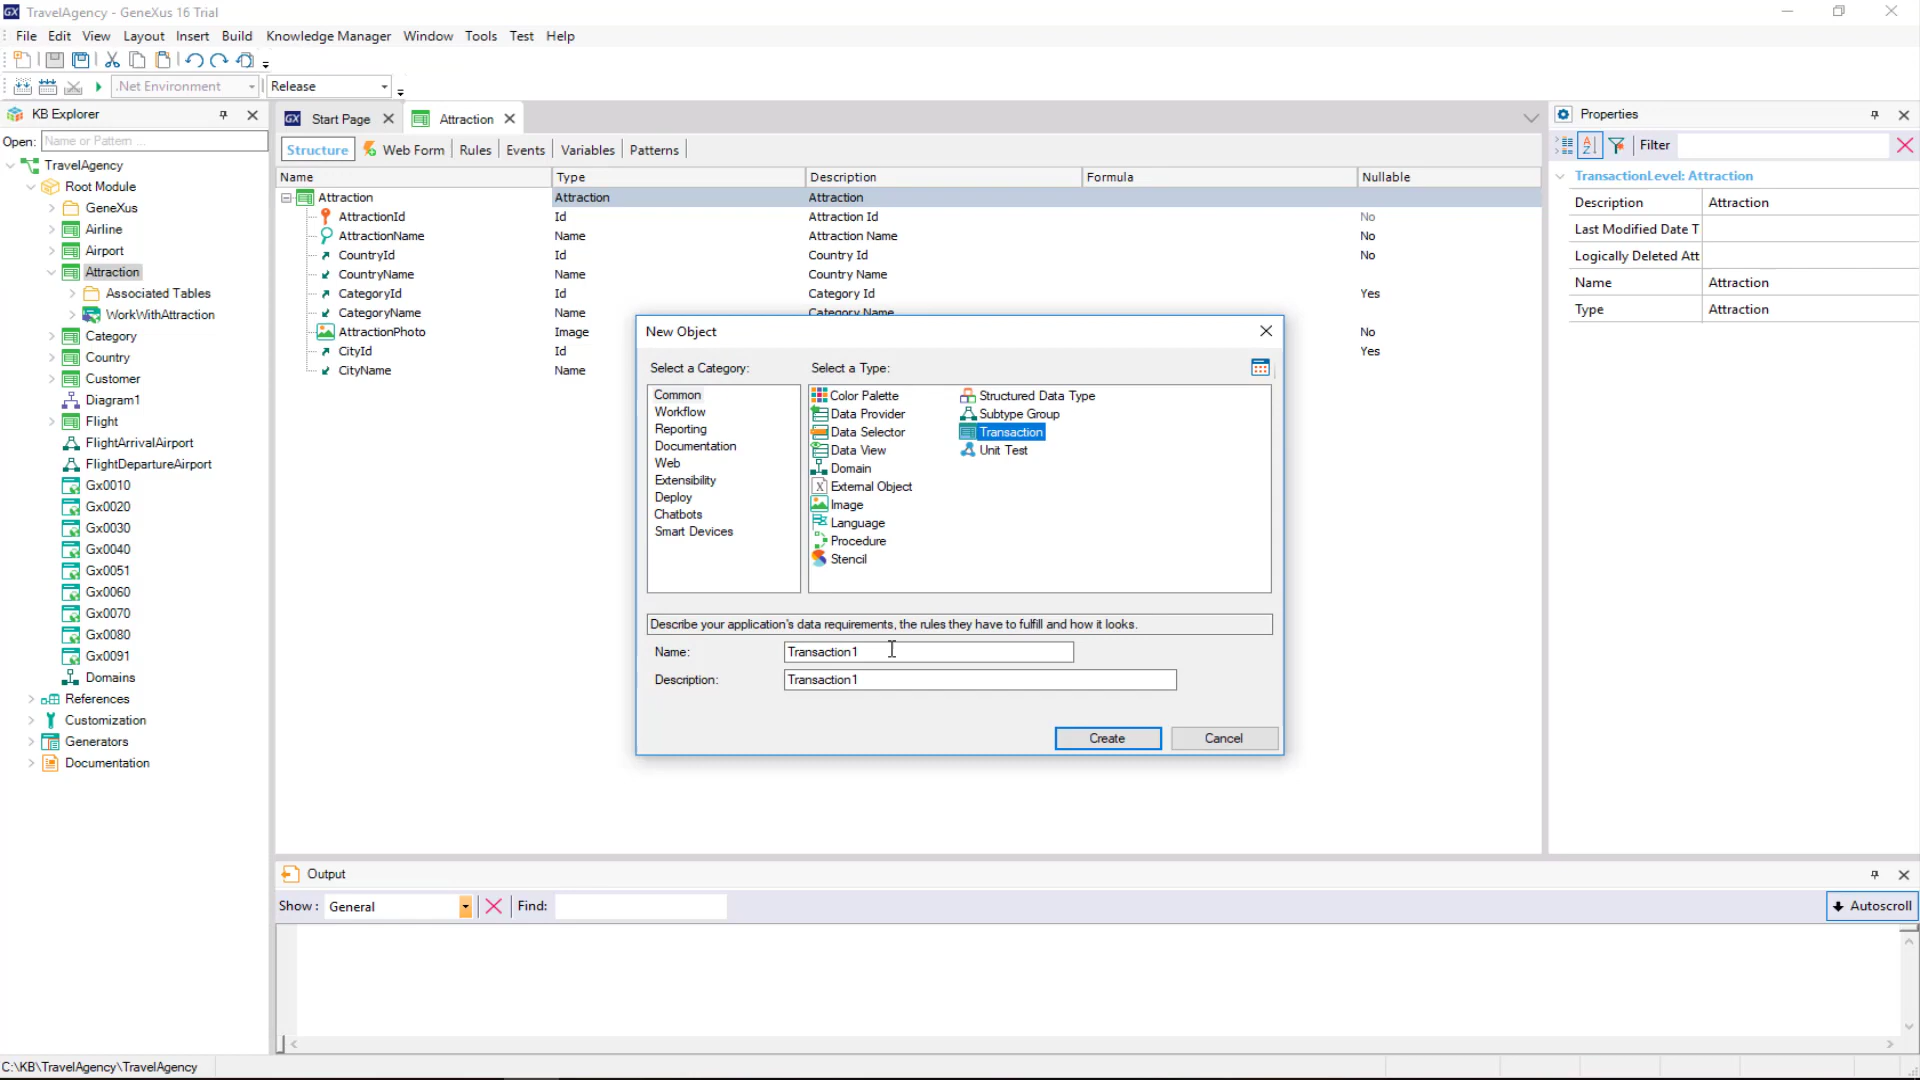 TravelAgency - GeneXus 16 Trial
File Edit View Layout Insert Build Knowledge Manager Window Tools Test Help
.Net Environment Release
KB Explorer
Open: Name or Pattern ...
TravelAgency
Root Module
GeneXus
Airline
Airport
Attraction
Associated Tables
WorkWithAttraction
Category
Country
Customer
Diagram1
Flight
FlightArrivalAirport
FlightDepartureAirport
Gx0010
Gx0020
Gx0030
Gx0040
Gx0051
Gx0060
Gx0070
Gx0080
Gx0091
Domains
References
Customization
Generators
Documentation
Start Page Attraction
Structure Web Form Rules Events Variables Patterns
Name Type Description Formula Nullable
Attraction Attraction Attraction
AttractionId Id Attraction Id No
AttractionName Name Attraction Name No
CountryId Id Country Id No
CountryName Name Country Name
CategoryId Id Category Id Yes
CategoryName Name Category Name
AttractionPhoto Image No
CityId Id Yes
CityName Name
New Object
Select a Category: Select a Type:
Common
Workflow
Reporting
Documentation
Web
Extensibility
Deploy
Chatbots
Smart Devices
Color Palette
Data Provider
Data Selector
Data View
Domain
External Object
Image
Language
Procedure
Stencil
Structured Data Type
Subtype Group
Transaction
Unit Test
Describe your application's data requirements, the rules they have to fulfill and how it looks.
Name: Transaction1
Description: Transaction1
Create Cancel
Properties
Filter
TransactionLevel: Attraction
Description Attraction
Last Modified Date T
Logically Deleted Att
Name Attraction
Type Attraction
Output
Show : General Find: Autoscroll
C:\KB\TravelAgency\TravelAgency